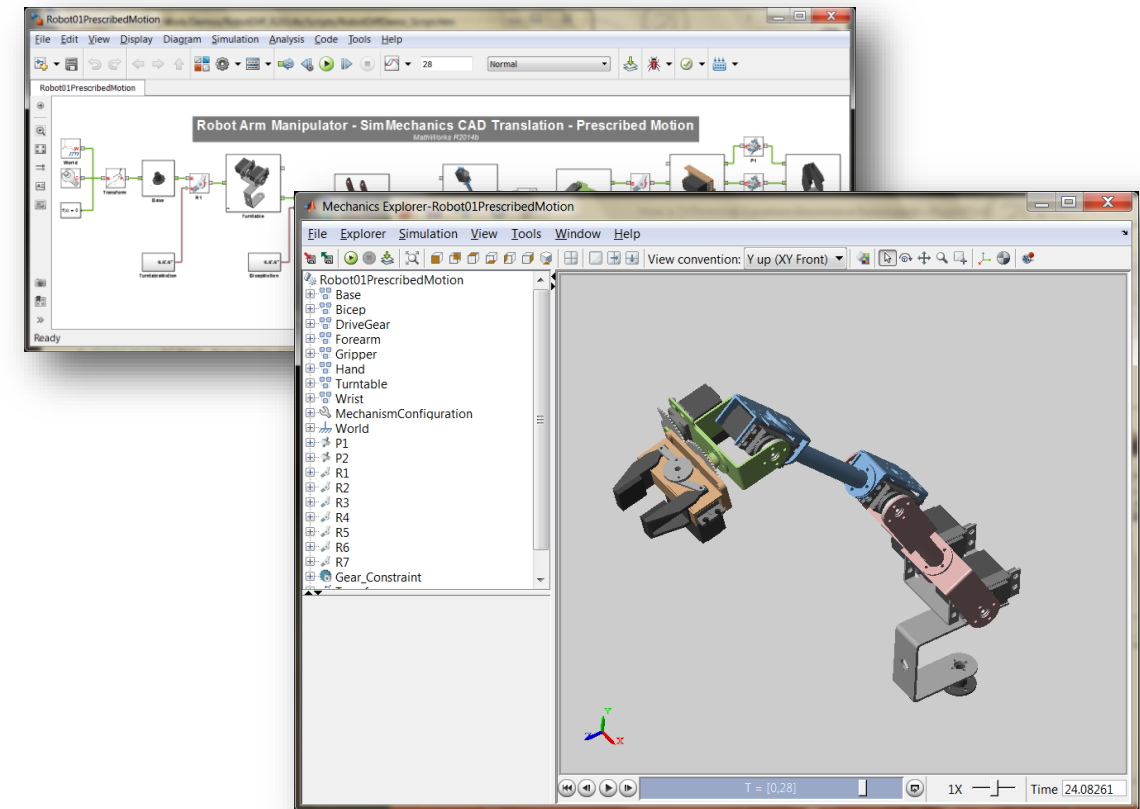 Robot01PrescribedMotion
File Edit View Display Diagram Simulation Analysis Code Tools Help
28 Normal
Robot01PrescribedMotion
Robot Arm Manipulator - SimMechanics CAD Translation - Prescribed Motion
MathWorks R2014b
World
Transform
Base
R1
Turntable
P1
f(x) = 0
TurntableMotion
BicepMotion
Ready
Mechanics Explorer-Robot01PrescribedMotion
File Explorer Simulation View Tools Window Help
View convention: Y up (XY Front)
Robot01PrescribedMotion
Base
Bicep
DriveGear
Forearm
Gripper
Hand
Turntable
Wrist
MechanismConfiguration
World
P1
P2
R1
R2
R3
R4
R5
R6
R7
Gear_Constraint
Y
Z
X
T = [0,28] 1X Time 24.08261